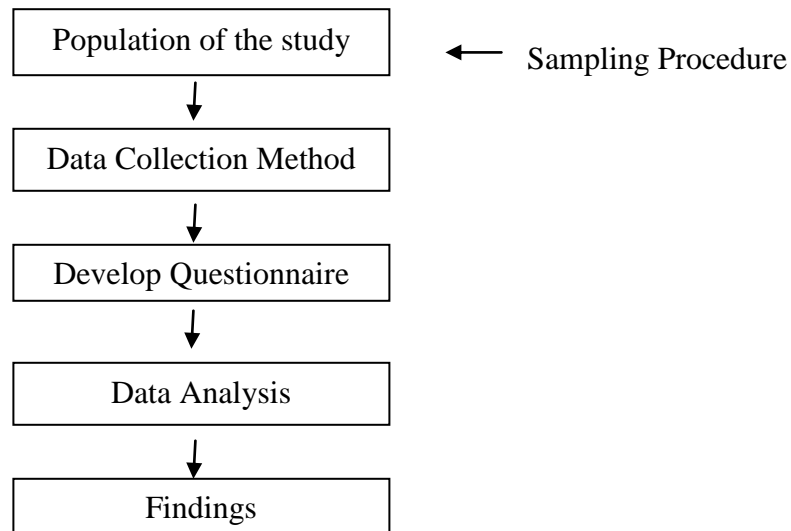 Population of the study
Sampling Procedure
Data Collection Method
Develop Questionnaire
Data Analysis
Findings